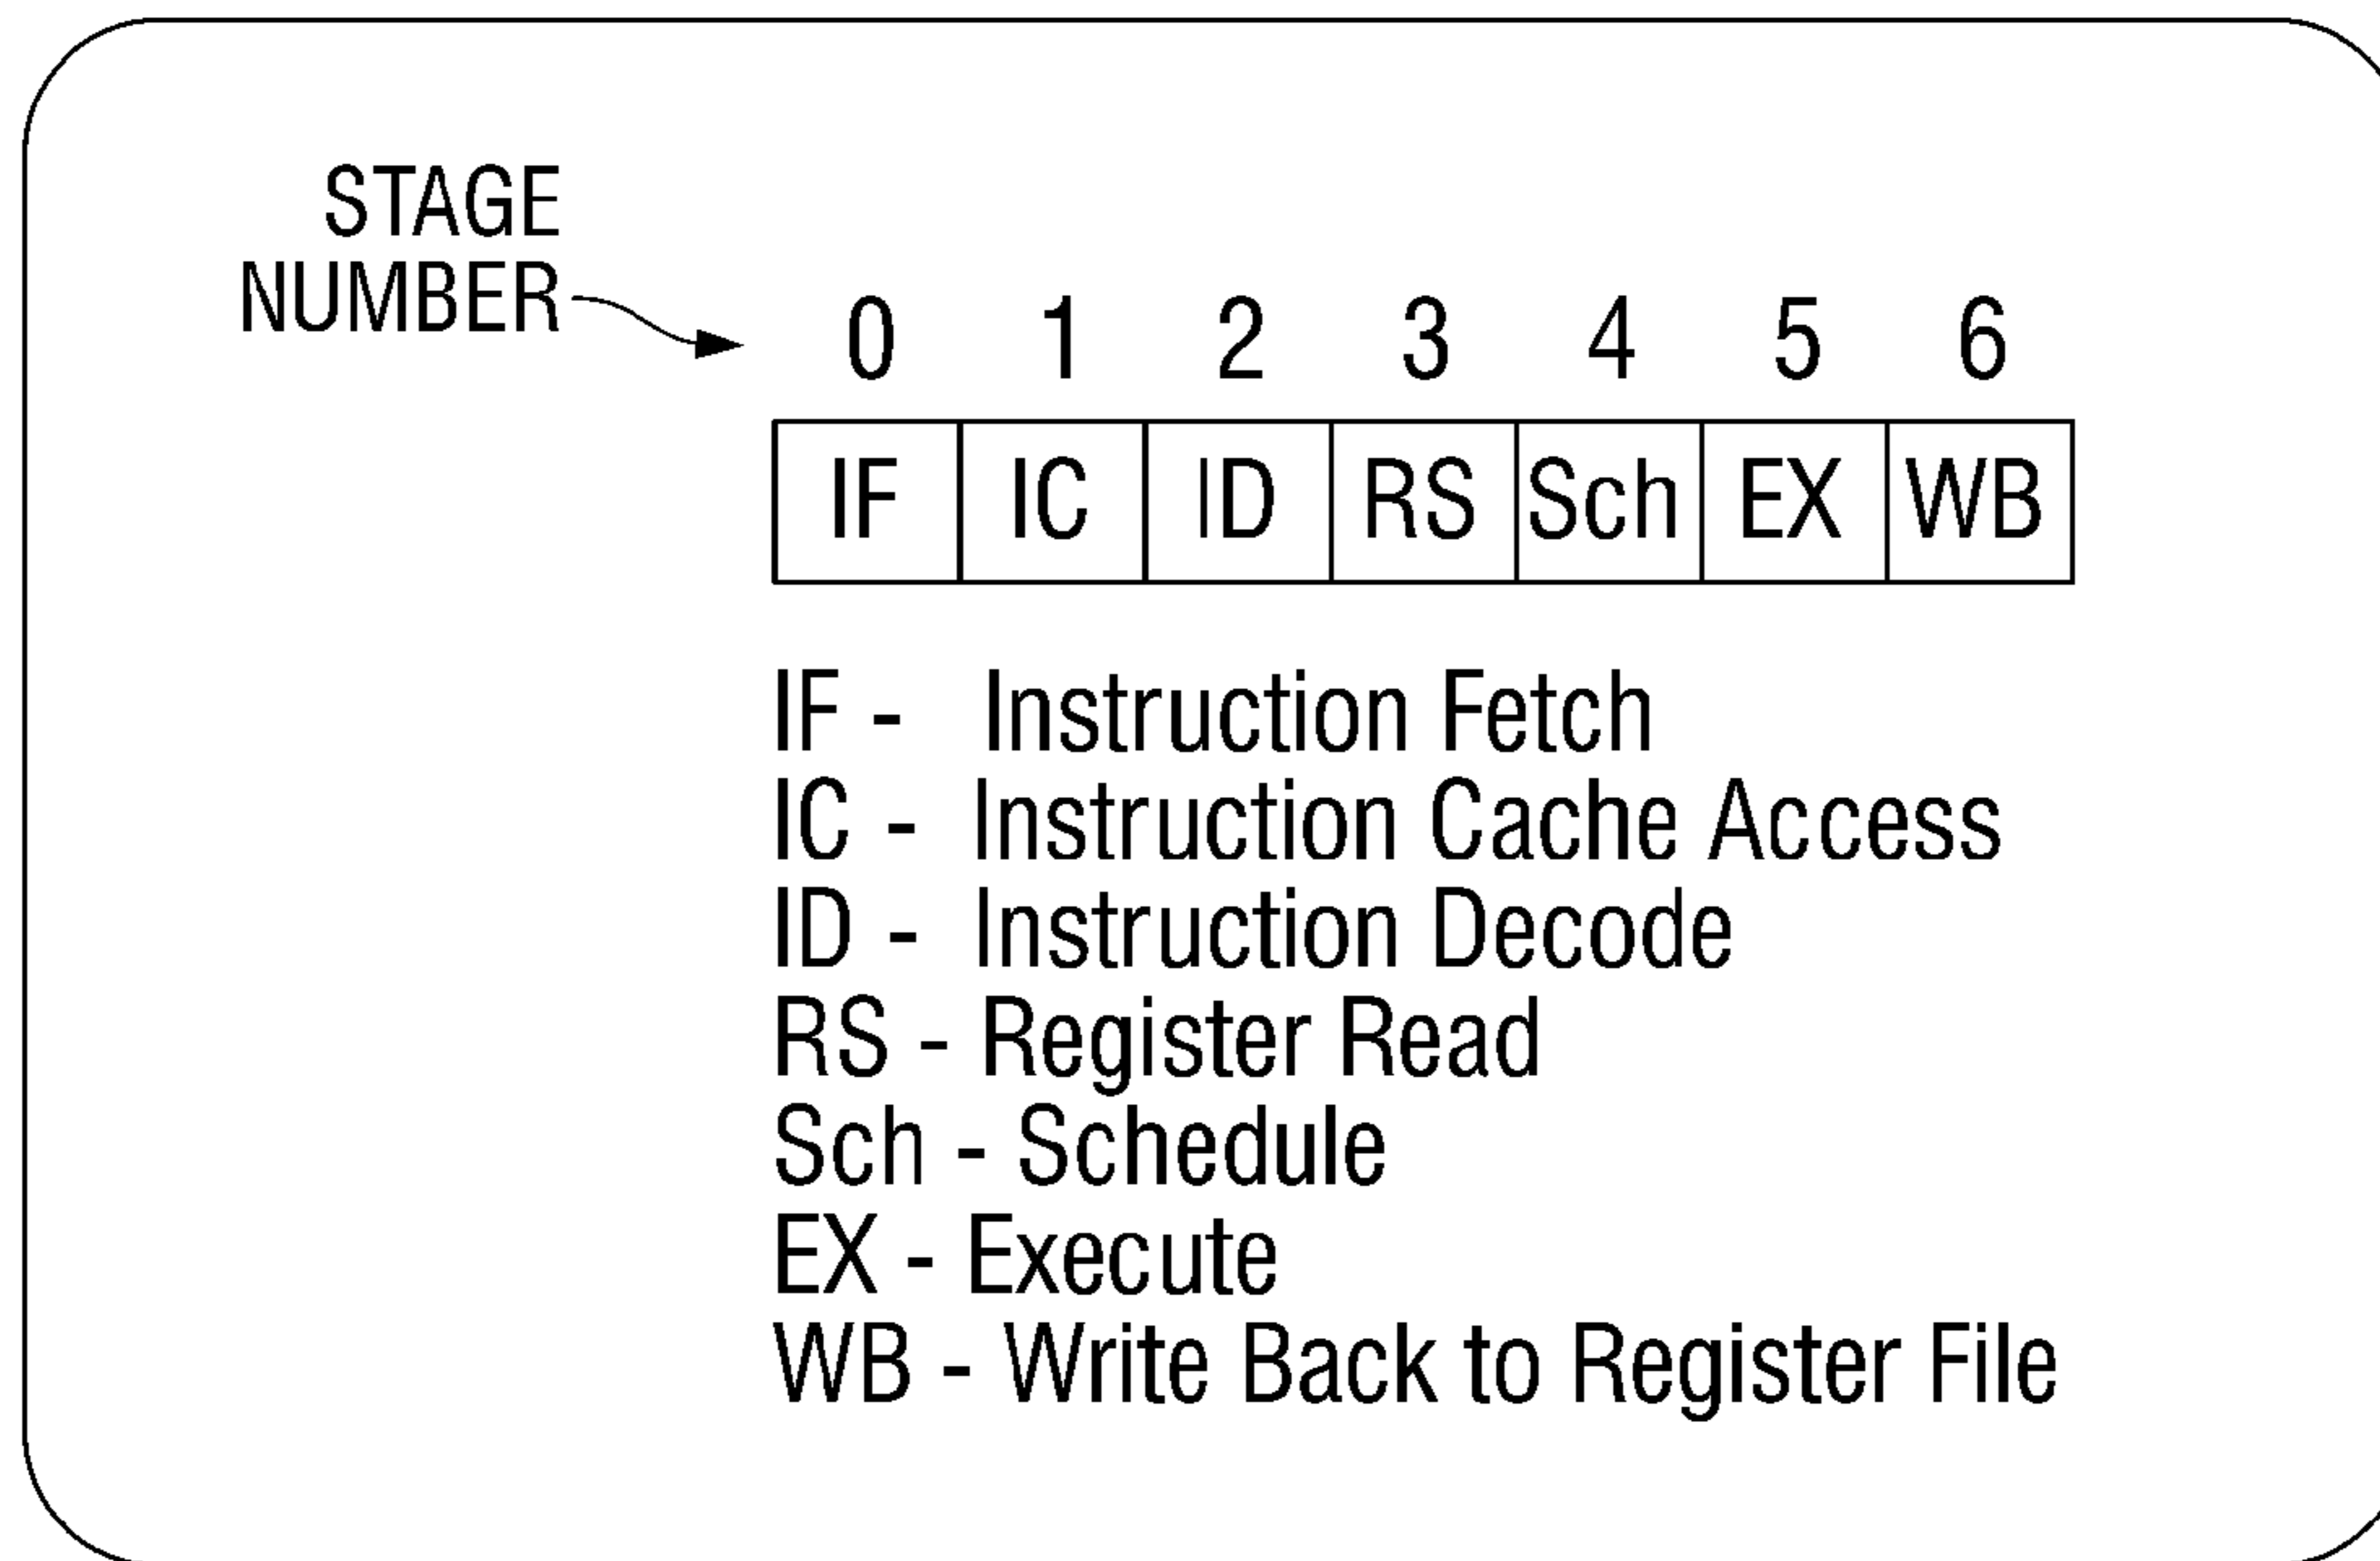 STAGE
NUMBER
0 1 2 3 4 5 6
IF IC ID RS Sch EX WB
IF - Instruction Fetch
IC - Instruction Cache Access
ID - Instruction Decode
RS - Register Read
Sch - Schedule
EX - Execute
WB - Write Back to Register File